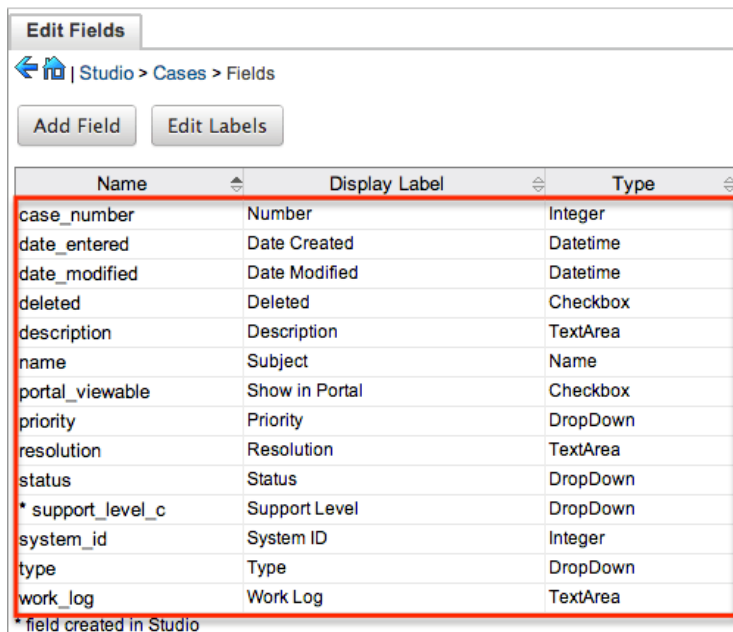 Edit Fields
| Studio > Cases > Fields
Add Field Edit Labels
Name Display Label Type
case_number Number Integer
date_entered Date Created Datetime
date_modified Date Modified Datetime
deleted Deleted Checkbox
description Description TextArea
name Subject Name
portal_viewable Show in Portal Checkbox
priority Priority DropDown
resolution Resolution TextArea
status Status DropDown
* support_level_c Support Level DropDown
system_id System ID Integer
type Type DropDown
work_log Work Log TextArea
* field created in Studio